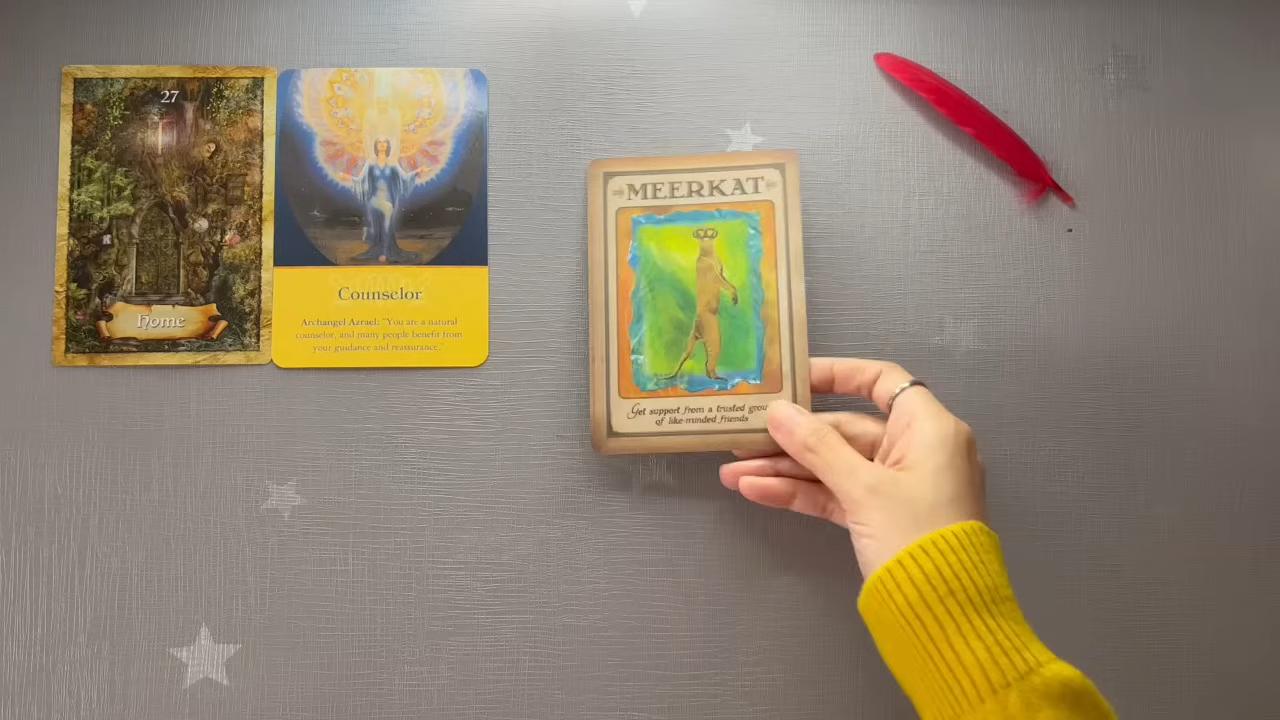 27
Home
Counselor
Archangel Azrael: "You are a natural
counselor, and many people benefit from
your guidance and reassurance."
MEERKAT
Get support from a trusted
of like-minded friends